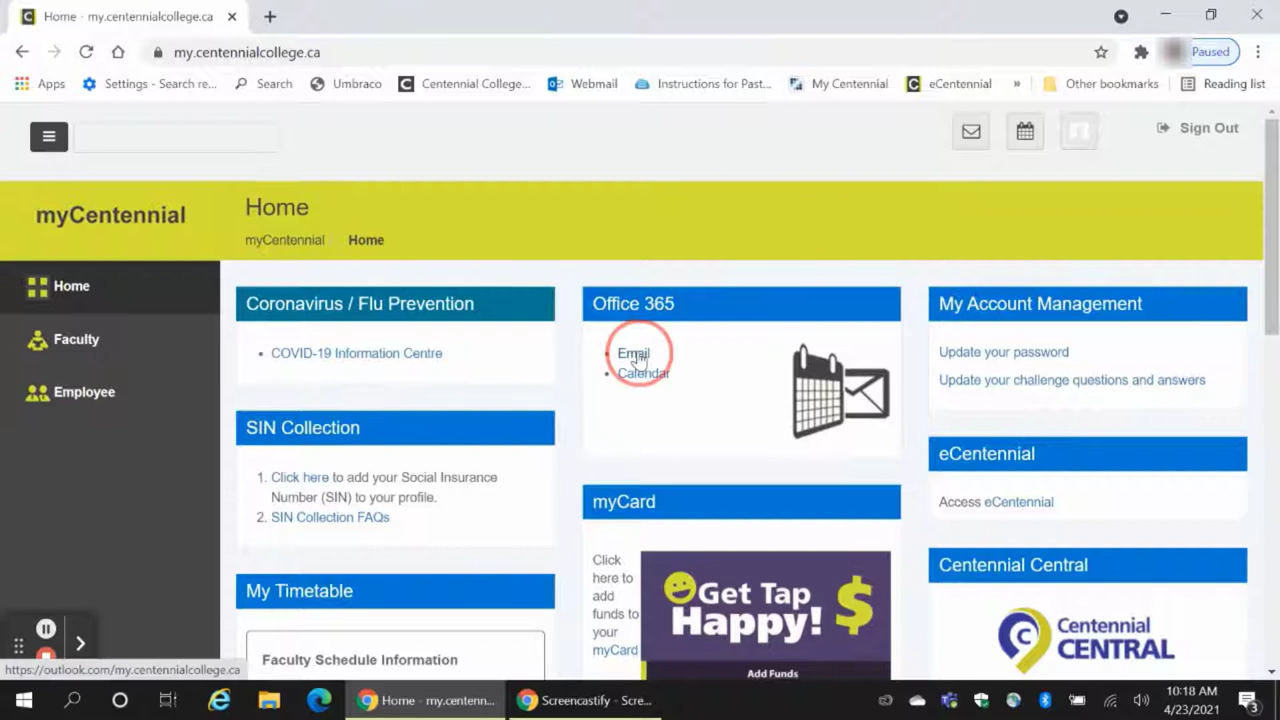 Home - my.centennialcollege.ca
my.centennialcollege.ca
Paused
Apps
Settings - Search re...
Search
Umbraco
Centennial College...
Webmail
Instructions for Past...
My Centennial
eCentennial
»
Other bookmarks
Reading list
Sign Out
myCentennial
Home
myCentennial Home
Home
Faculty
Employee
Coronavirus / Flu Prevention
• COVID-19 Information Centre
SIN Collection
1. Click here to add your Social Insurance
Number (SIN) to your profile.
2. SIN Collection FAQs
My Timetable
Faculty Schedule Information
Office 365
• Email
• Calendar
myCard
Click
here to
add
funds to
your
myCard
Get Tap
Happy!
$
Add Funds
My Account Management
Update your password
Update your challenge questions and answers
eCentennial
Access eCentennial
Centennial Central
Centennial
CENTRAL
https://outlook.com/my.centennialcollege.ca
Home - my.centenn...
Screencastify - Scre...
10:18 AM
4/23/2021
3